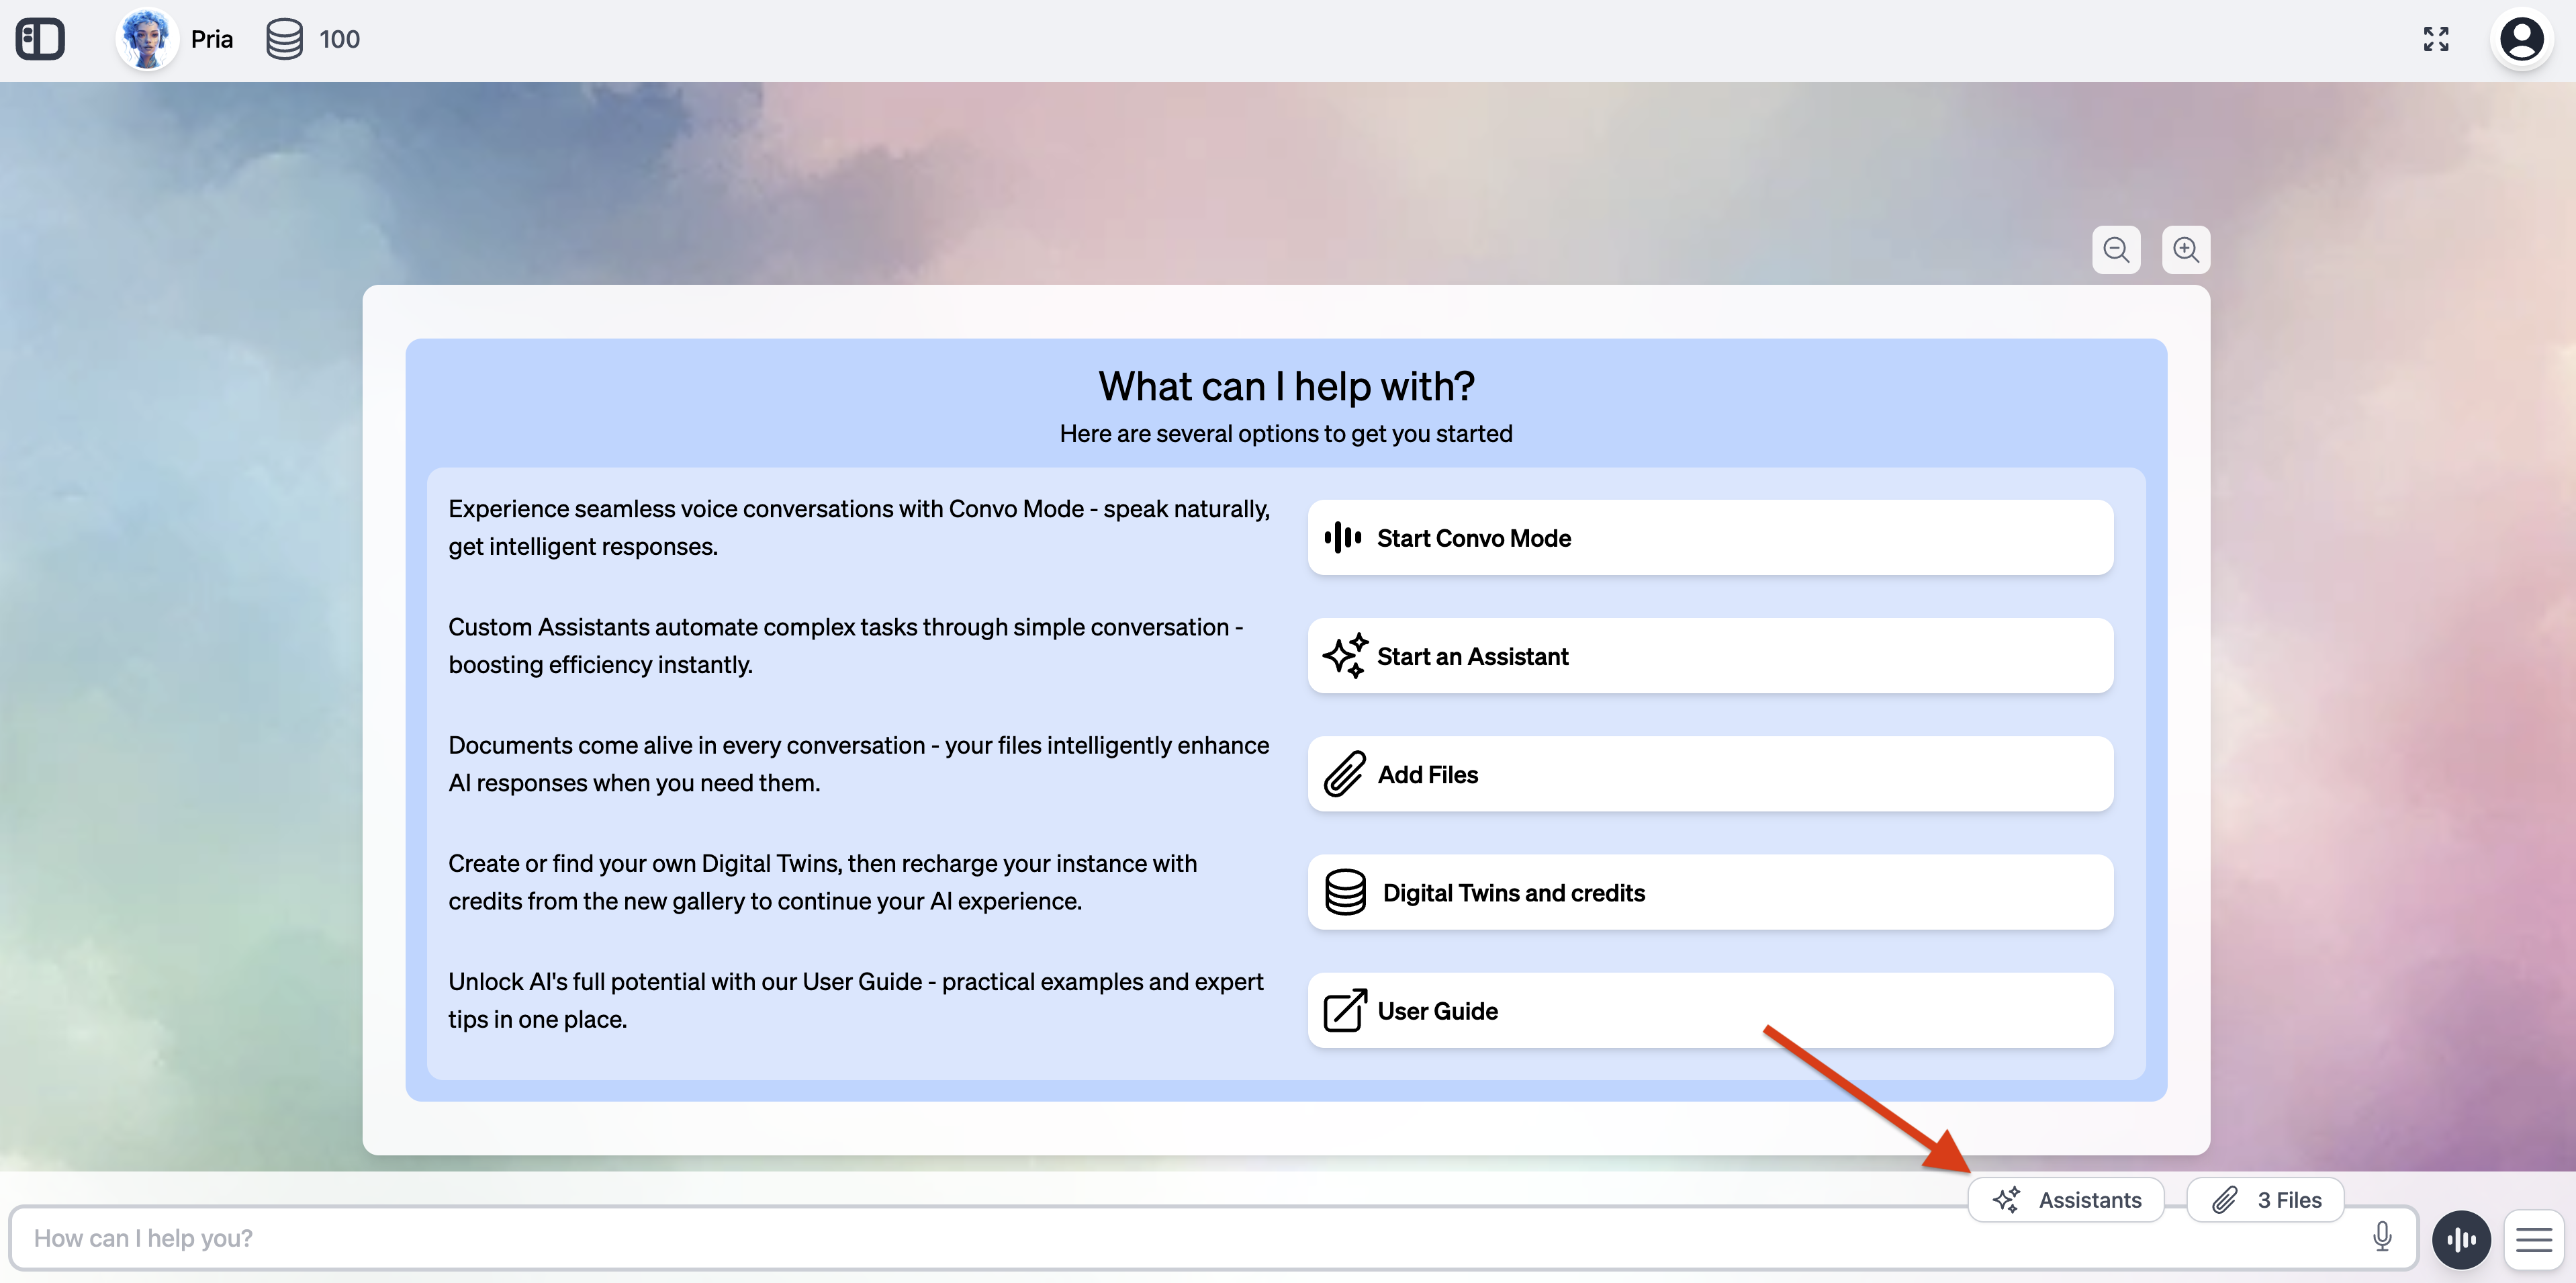 Pria
100
What can I help with?
Here are several options to get you started
Experience seamless voice conversations with Convo Mode - speak naturally,
get intelligent responses.
Start Convo Mode
Custom Assistants automate complex tasks through simple conversation -
boosting efficiency instantly.
Start an Assistant
Documents come alive in every conversation - your files intelligently enhance
AI responses when you need them.
Add Files
Create or find your own Digital Twins, then recharge your instance with
credits from the new gallery to continue your AI experience.
Digital Twins and credits
Unlock AI's full potential with our User Guide - practical examples and expert
tips in one place.
User Guide
Assistants
3 Files
How can I help you?